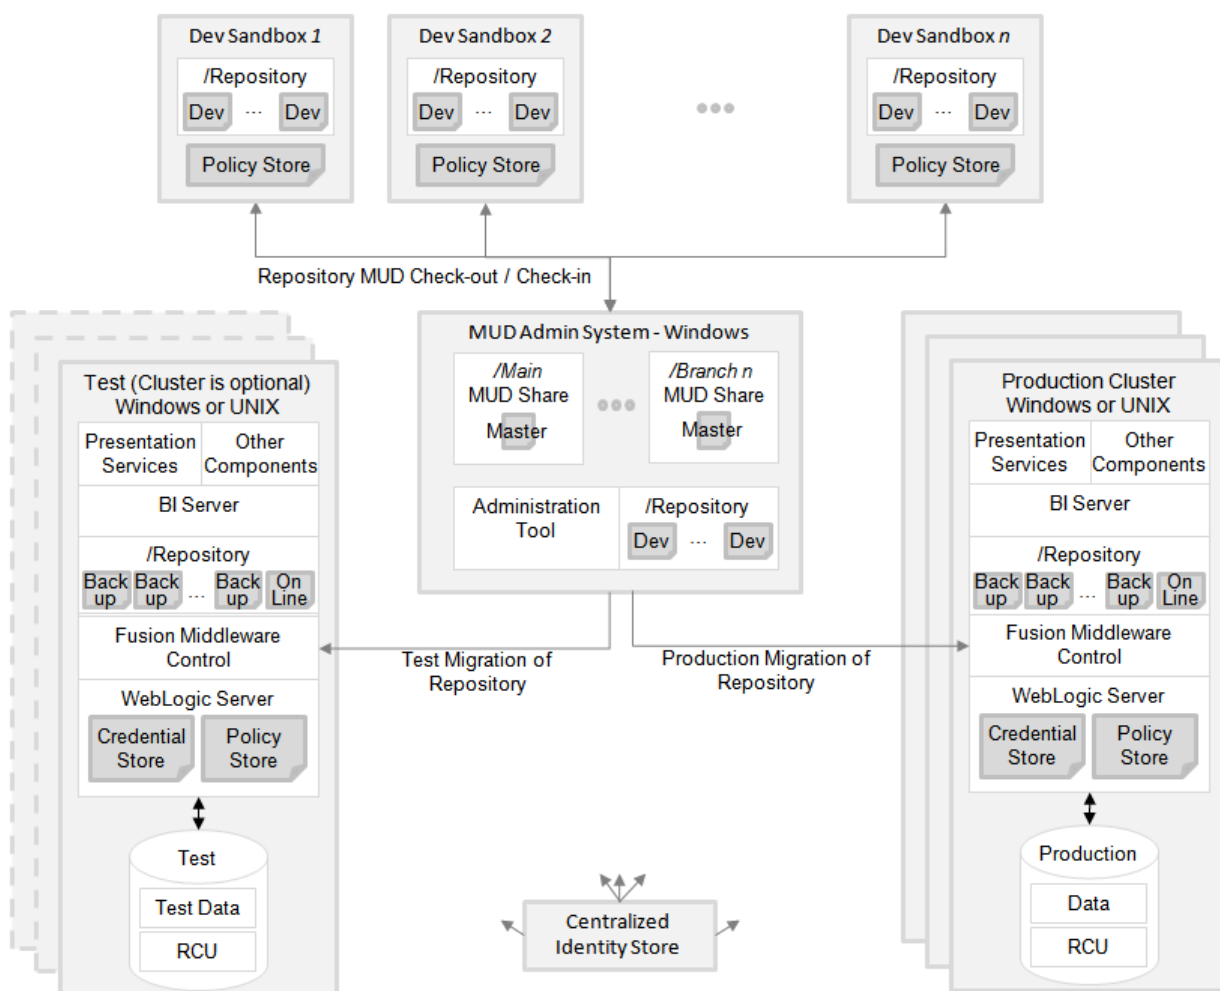 Dev Sandbox 1
/Repository
Dev ... Dev
Policy Store
Dev Sandbox 2
/Repository
Dev ... Dev
Policy Store
Dev Sandbox n
/Repository
Dev ... Dev
Policy Store
Repository MUD Check-out / Check-in
MUD Admin System - Windows
/Main
MUD Share
Master
/Branch n
MUD Share
Master
Administration
Tool
/Repository
Dev ... Dev
Test (Cluster is optional)
Windows or UNIX
Presentation
Services
Other
Components
BI Server
/Repository
Back
up
Back
up
...
Back
up
On
Line
Fusion Middleware
Control
WebLogic Server
Credential
Store
Policy
Store
Test
Test Data
RCU
Test Migration of
Repository
Production Migration of
Repository
Centralized
Identity Store
Production Cluster
Windows or UNIX
Presentation
Services
Other
Components
BI Server
/Repository
Back
up
Back
up
...
Back
up
On
Line
Fusion Middleware
Control
WebLogic Server
Credential
Store
Policy
Store
Production
Data
RCU